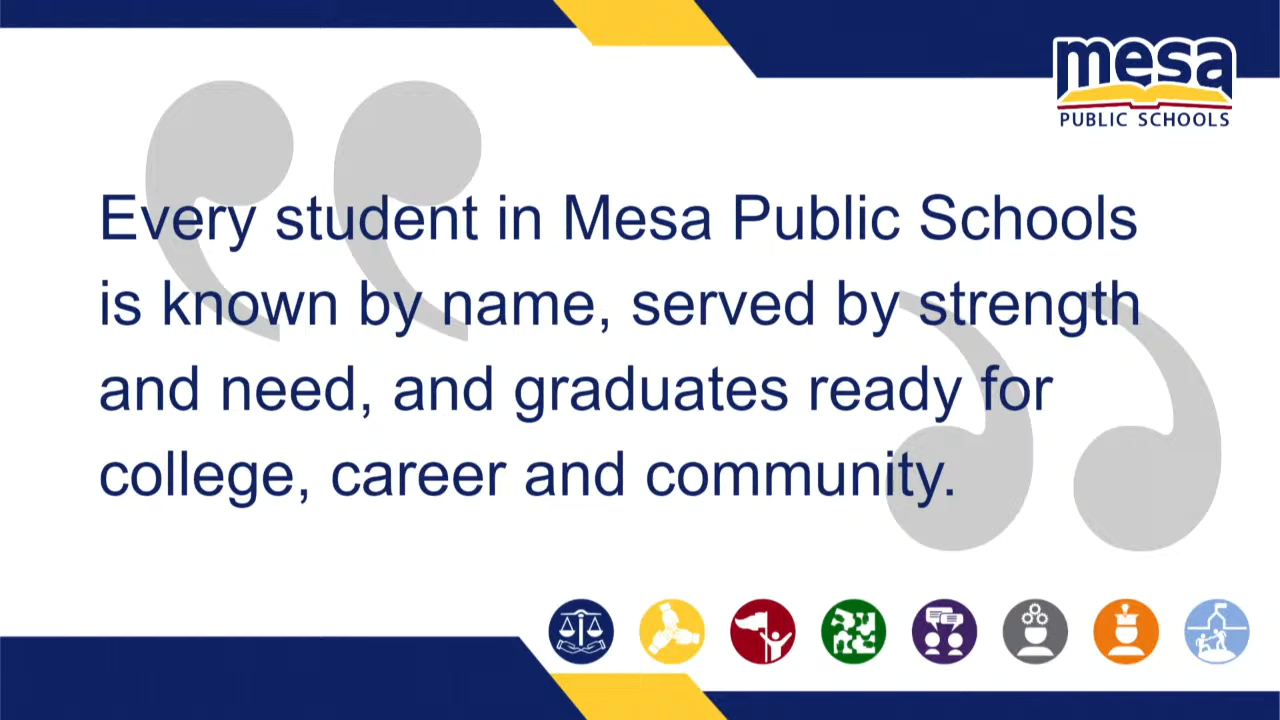 mesa
PUBLIC SCHOOLS
Every student in Mesa Public Schools
is known by name, served by strength
and need, and graduates ready for
college, career and community.